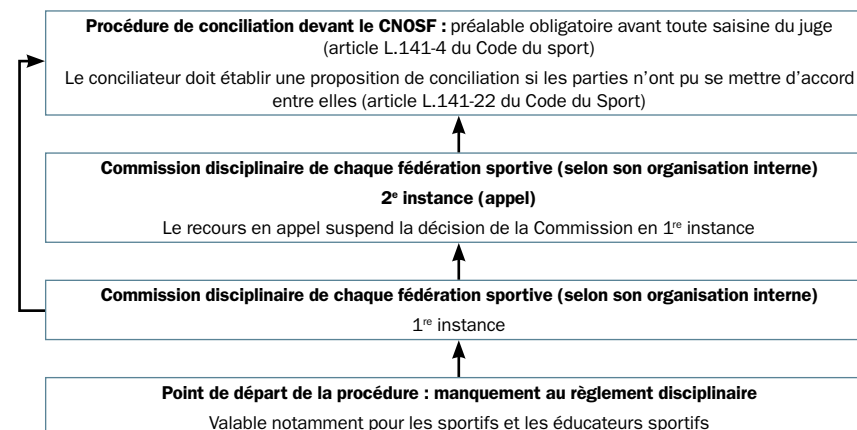 Procédure de conciliation devant le CNOSF : préalable obligatoire avant toute saisine du juge
(article L.141-4 du Code du sport)
Le conciliateur doit établir une proposition de conciliation si les parties n'ont pu se mettre d'accord
entre elles (article L.141-22 du Code du Sport)
Commission disciplinaire de chaque fédération sportive (selon son organisation interne)
2e instance (appel)
Le recours en appel suspend la décision de la Commission en 1re instance
Commission disciplinaire de chaque fédération sportive (selon son organisation interne)
1re instance
Point de départ de la procédure : manquement au règlement disciplinaire
Valable notamment pour les sportifs et les éducateurs sportifs